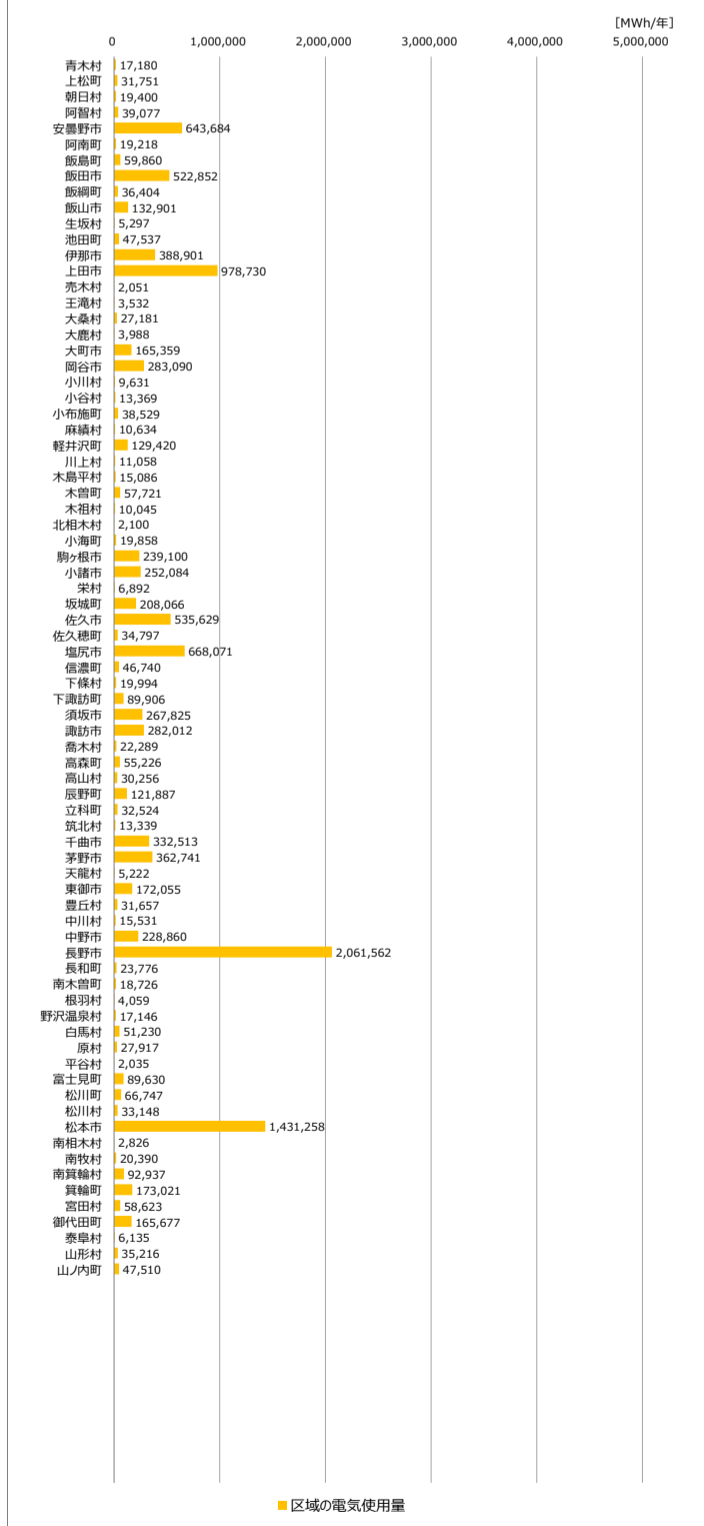 [MWh/年]
0 1,000,000 2,000,000 3,000,000 4,000,000 5,000,000
青木村 17,180
上松町 31,751
朝日村 19,400
阿智村 39,077
安曇野市 643,684
阿南町 19,218
飯島町 59,860
飯田市 522,852
飯綱町 36,404
飯山市 132,901
生坂村 5,297
池田町 47,537
伊那市 388,901
上田市 978,730
売木村 2,051
王滝村 3,532
大桑村 27,181
大鹿村 3,988
大町市 165,359
岡谷市 283,090
小川村 9,631
小谷村 13,369
小布施町 38,529
麻績村 10,634
軽井沢町 129,420
川上村 11,058
木島平村 15,086
木曽町 57,721
木祖村 10,045
北相木村 2,100
小海町 19,858
駒ヶ根市 239,100
小諸市 252,084
栄村 6,892
坂城町 208,066
佐久市 535,629
佐久穂町 34,797
塩尻市 668,071
信濃町 46,740
下條村 19,994
下諏訪町 89,906
須坂市 267,825
諏訪市 282,012
喬木村 22,289
高森町 55,226
高山村 30,256
辰野町 121,887
立科町 32,524
筑北村 13,339
千曲市 332,513
茅野市 362,741
天龍村 5,222
東御市 172,055
豊丘村 31,657
中川村 15,531
中野市 228,860
長野市 2,061,562
長和町 23,776
南木曽町 18,726
根羽村 4,059
野沢温泉村 17,146
白馬村 51,230
原村 27,917
平谷村 2,035
富士見町 89,630
松川町 66,747
松川村 33,148
松本市 1,431,258
南相木村 2,826
南牧村 20,390
南箕輪村 92,937
箕輪町 173,021
宮田村 58,623
御代田町 165,677
泰阜村 6,135
山形村 35,216
山ノ内町 47,510
区域の電気使用量